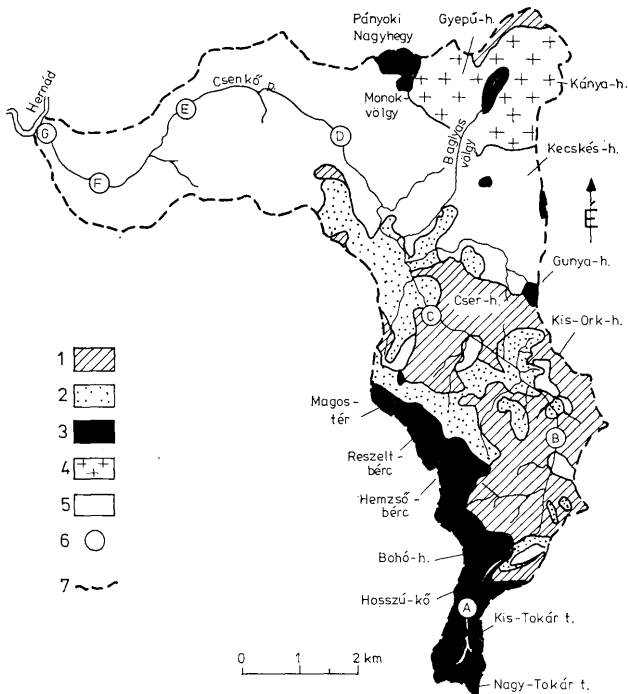 Pányoki
Nagyhegy
Gyepű-h.
Kánya-h.
Csenkő p.
Monok-
völgy
Hernád
G
E
D
F
Baglyas
völgy
Kecskés-h.
É
Gunya-h.
Cser-h.
C
Kis-Ork-h.
1
2
3
4
5
6
7
Magos-
tér
B
Reszelt-
bérc
Hemzső-
bérc
Bohó-h.
Hosszú-kő
A
Kis-Tokár t.
Nagy-Tokár t.
0 1 2 km